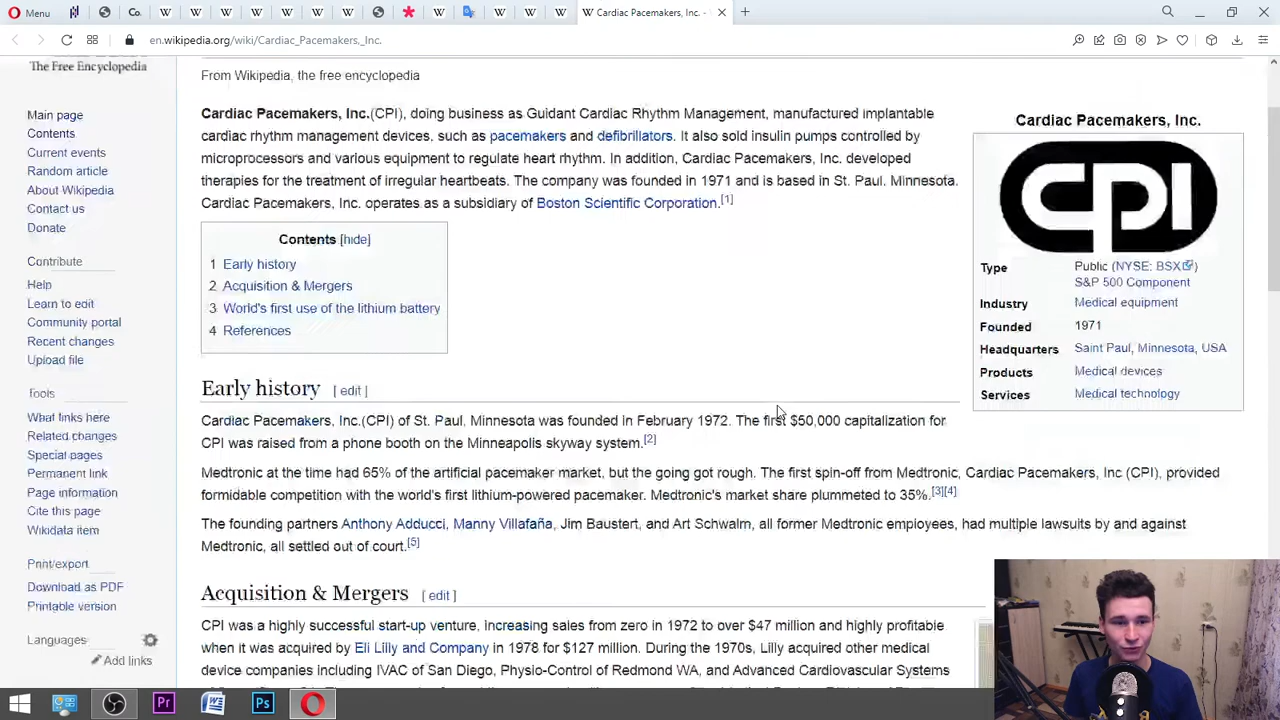 Menu
Co.
Cardiac Pacemakers, Inc. -
en.wikipedia.org/wiki/Cardiac_Pacemakers,_Inc.
The Free Encyclopedia
Main page
Contents
Current events
Random article
About Wikipedia
Contact us
Donate
Contribute
Help
Learn to edit
Community portal
Recent changes
Upload file
Tools
What links here
Related changes
Special pages
Permanent link
Page information
Cite this page
Wikidata item
Print/export
Download as PDF
Printable version
Languages
Add links
From Wikipedia, the free encyclopedia
Cardiac Pacemakers, Inc.(CPI), doing business as Guidant Cardiac Rhythm Management, manufactured implantable
cardiac rhythm management devices, such as pacemakers and defibrillators. It also sold insulin pumps controlled by
microprocessors and various equipment to regulate heart rhythm. In addition, Cardiac Pacemakers, Inc. developed
therapies for the treatment of irregular heartbeats. The company was founded in 1971 and is based in St. Paul, Minnesota.
Cardiac Pacemakers, Inc. operates as a subsidiary of Boston Scientific Corporation.[1]
Contents [hide]
1 Early history
2 Acquisition & Mergers
3 World's first use of the lithium battery
4 References
Cardiac Pacemakers, Inc.
CPI
Type Public (NYSE: BSX)
S&P 500 Component
Industry Medical equipment
Founded 1971
Headquarters Saint Paul, Minnesota, USA
Products Medical devices
Services Medical technology
Early history [ edit ]
Cardiac Pacemakers, Inc.(CPI) of St. Paul, Minnesota was founded in February 1972. The first $50,000 capitalization for
CPI was raised from a phone booth on the Minneapolis skyway system.[2]
Medtronic at the time had 65% of the artificial pacemaker market, but the going got rough. The first spin-off from Medtronic, Cardiac Pacemakers, Inc (CPI), provided
formidable competition with the world's first lithium-powered pacemaker. Medtronic's market share plummeted to 35%.[3][4]
The founding partners Anthony Adducci, Manny Villafaña, Jim Baustert, and Art Schwalm, all former Medtronic employees, had multiple lawsuits by and against
Medtronic, all settled out of court.[5]
Acquisition & Mergers [ edit ]
CPI was a highly successful start-up venture, increasing sales from zero in 1972 to over $47 million and highly profitable
when it was acquired by Eli Lilly and Company in 1978 for $127 million. During the 1970s, Lilly acquired other medical
device companies including IVAC of San Diego, Physio-Control of Redmond WA, and Advanced Cardiovascular Systems
Pr
Ps